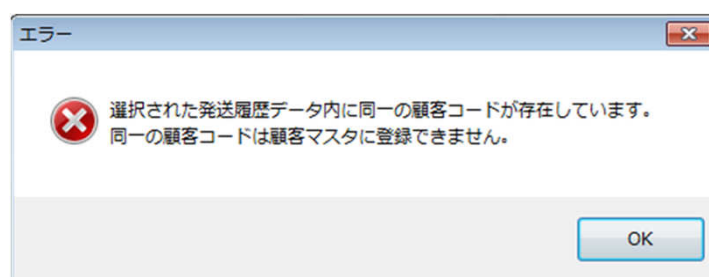 エラー
選択された発送履歴データ内に同一の顧客コードが存在しています。
同一の顧客コードは顧客マスタに登録できません。
OK